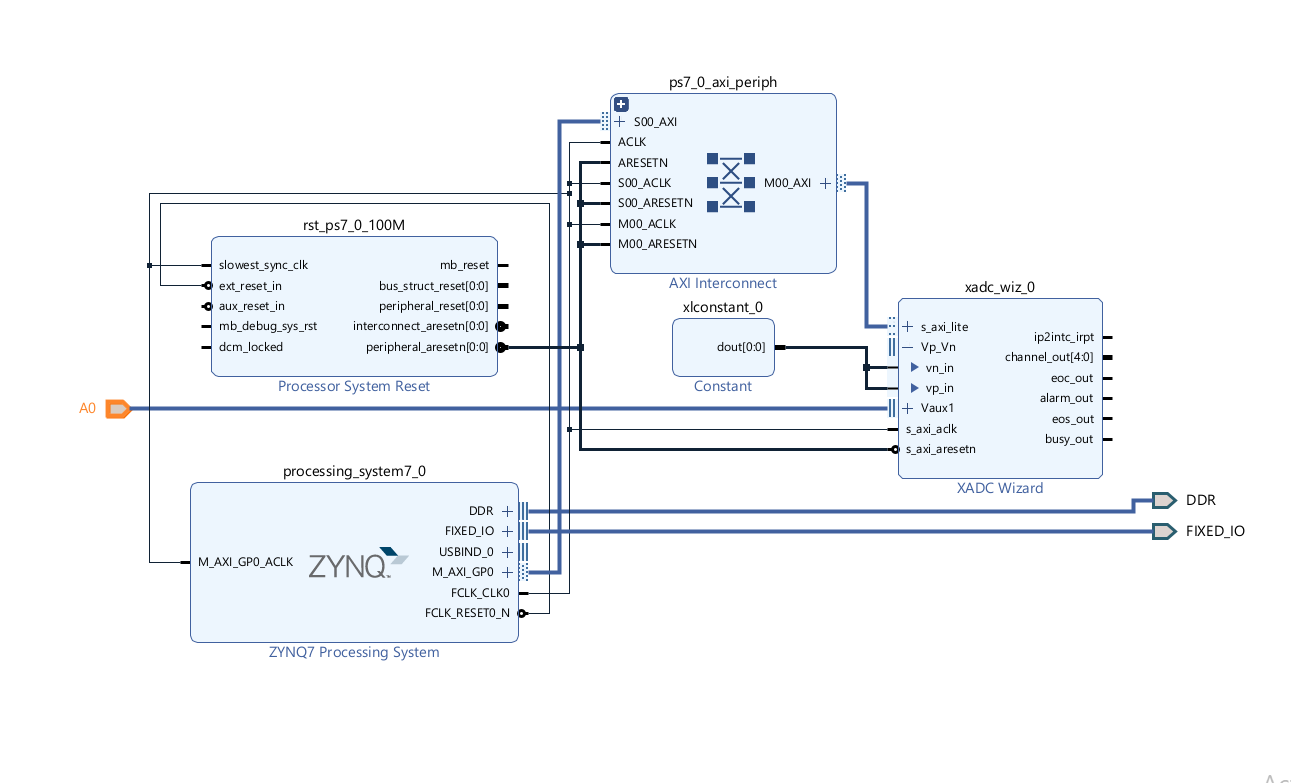 ps7_0_axi_periph
S00_AXI
ACLK
ARESETN
S00_ACLK
M00_AXI
S00_ARESETN
M00_ACLK
M00_ARESETN
AXI Interconnect
rst_ps7_0_100M
slowest_sync_clk
mb_reset
ext_reset_in
bus_struct_reset[0:0]
aux_reset_in
peripheral_reset[0:0]
mb_debug_sys_rst
interconnect_aresetn[0:0]
dcm_locked
peripheral_aresetn[0:0]
Processor System Reset
xlconstant_0
dout[0:0]
Constant
xadc_wiz_0
s_axi_lite
ip2intc_irpt
Vp_Vn
channel_out[4:0]
vn_in
eoc_out
vp_in
alarm_out
Vaux1
eos_out
s_axi_aclk
busy_out
s_axi_aresetn
XADC Wizard
A0
processing_system7_0
DDR
FIXED_IO
USBIND_0
M_AXI_GP0_ACLK
ZYNQ
M_AXI_GP0
FCLK_CLK0
FCLK_RESET0_N
ZYNQ7 Processing System
DDR
FIXED_IO